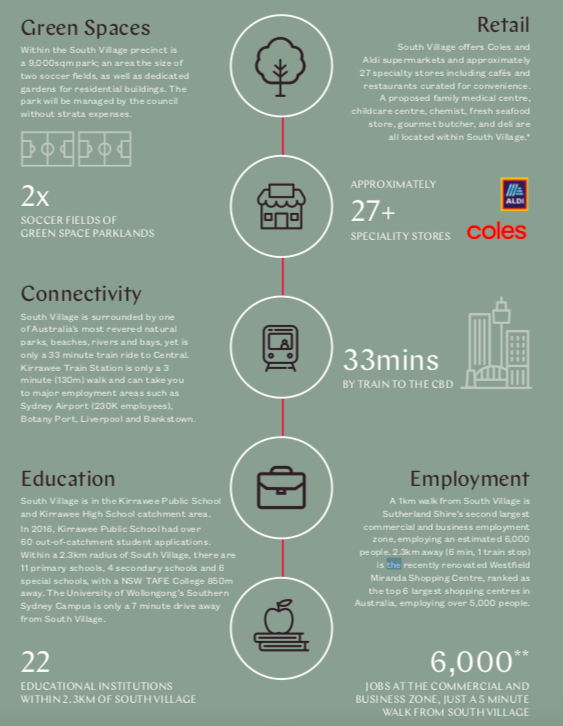 Green Spaces
Within the South Village precinct is
a 9,000sqm park; an area the size of
two soccer fields, as well as dedicated
gardens for residential buildings. The
park will be managed by the council
without strata expenses.
2x
SOCCER FIELDS OF
GREEN SPACE PARKLANDS
Retail
South Village offers Coles and
Aldi supermarkets and approximately
27 specialty stores including cafés and
restaurants curated for convenience.
A proposed family medical centre,
childcare centre, chemist, fresh seafood
store, gourmet butcher, and deli are
all located within South Village.*
APPROXIMATELY
27+
SPECIALITY STORES
ALDI
coles
Connectivity
South Village is surrounded by one
of Australia's most revered natural
parks, beaches, rivers and bays, yet is
only a 33 minute train ride to Central.
Kirrawee Train Station is only a 3
minute (130m) walk and can take you
to major employment areas such as
Sydney Airport (230K employees),
Botany Port, Liverpool and Bankstown.
33mins
BY TRAIN TO THE CBD
Education
South Village is in the Kirrawee Public School
and Kirrawee High School catchment area.
In 2016, Kirrawee Public School had over
60 out-of-catchment student applications.
Within a 2.3km radius of South Village, there are
11 primary schools, 4 secondary schools and 6
special schools, with a NSW TAFE College 850m
away. The University of Wollongong's Southern
Sydney Campus is only a 7 minute drive away
from South Village.
22
EDUCATIONAL INSTITUTIONS
WITHIN 2.3KM OF SOUTH VILLAGE
Employment
A 1km walk from South Village is
Sutherland Shire's second largest
commercial and business employment
zone, employing an estimated 6,000
people. 2.3km away (6 min, 1 train stop)
is the recently renovated Westfield
Miranda Shopping Centre, ranked as
the top 6 largest shopping centres in
Australia, employing over 5,000 people.
6,000**
JOBS AT THE COMMERCIAL AND
BUSINESS ZONE, JUST A 5 MINUTE
WALK FROM SOUTH VILLAGE